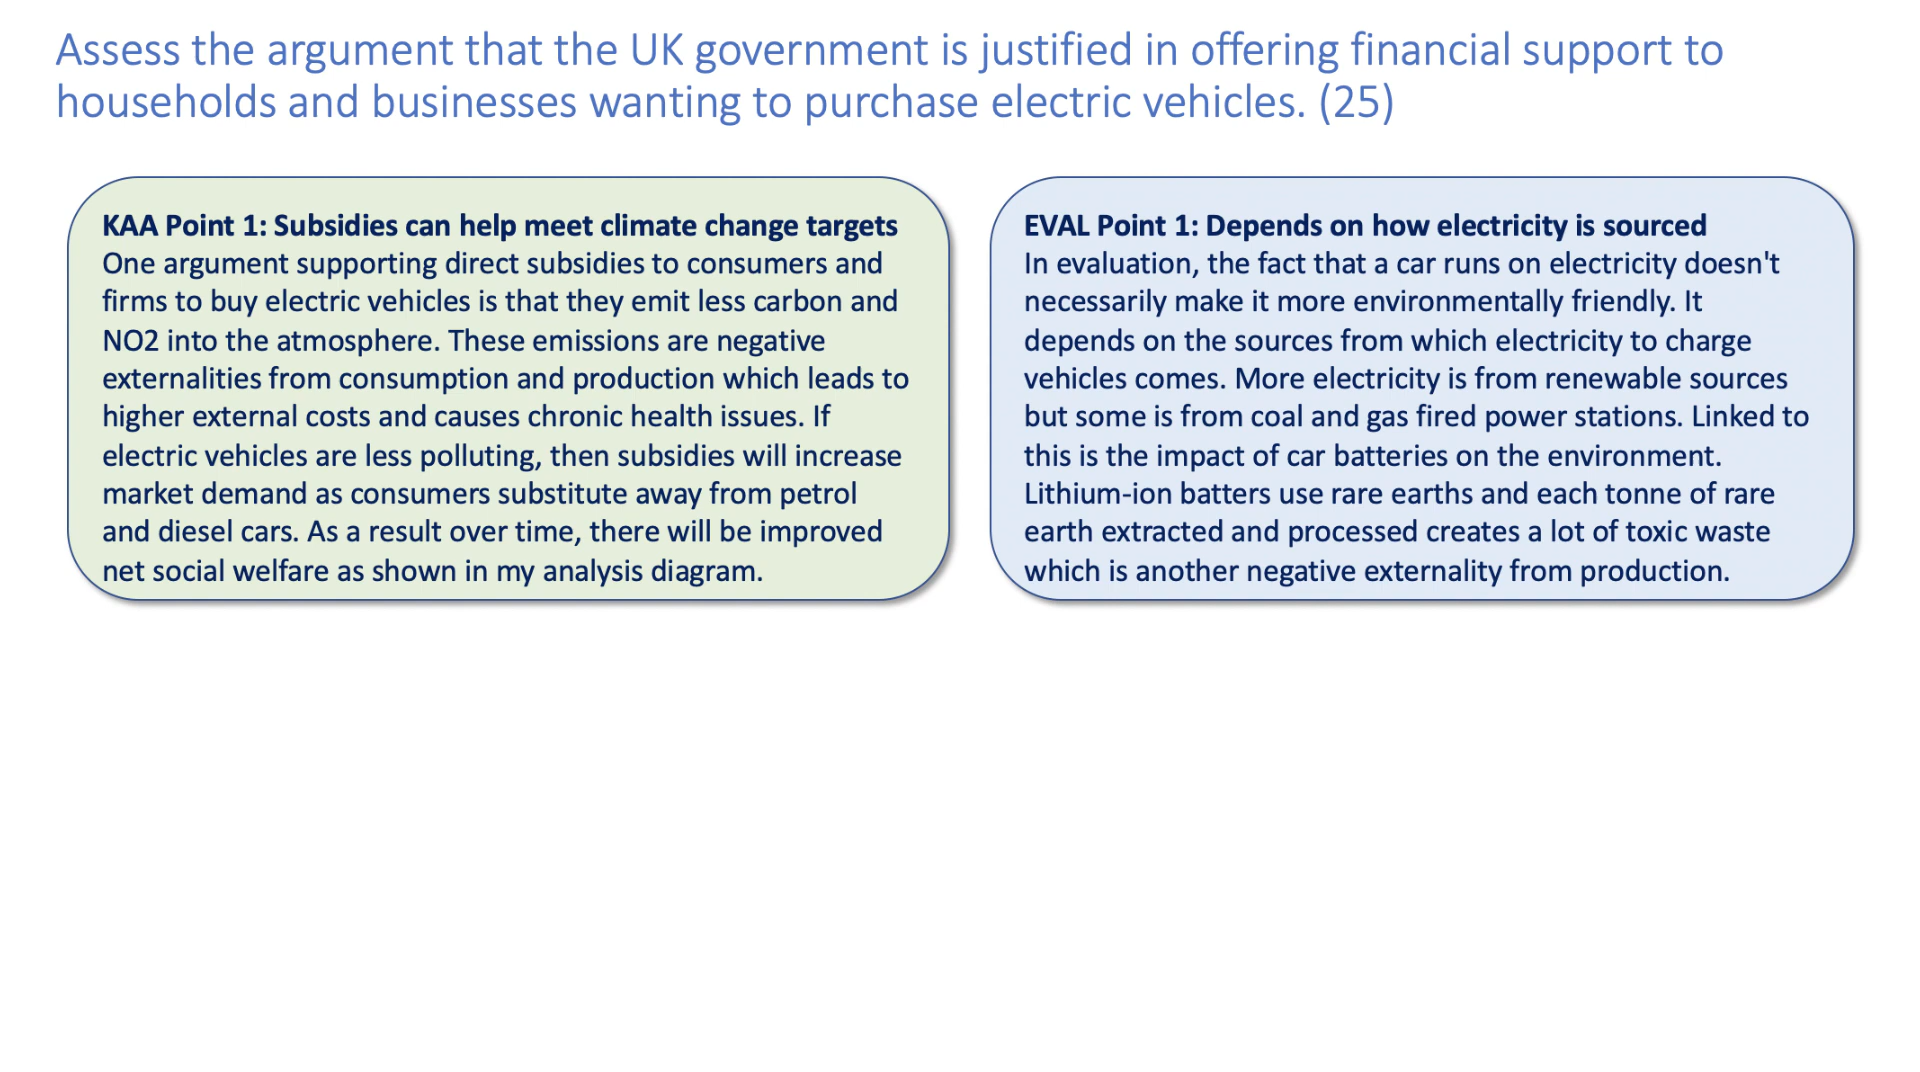 Assess the argument that the UK government is justified in offering financial support to
households and businesses wanting to purchase electric vehicles. (25)
KAA Point 1: Subsidies can help meet climate change targets
One argument supporting direct subsidies to consumers and
firms to buy electric vehicles is that they emit less carbon and
NO2 into the atmosphere. These emissions are negative
externalities from consumption and production which leads to
higher external costs and causes chronic health issues. If
electric vehicles are less polluting, then subsidies will increase
market demand as consumers substitute away from petrol
and diesel cars. As a result over time, there will be improved
net social welfare as shown in my analysis diagram.
EVAL Point 1: Depends on how electricity is sourced
In evaluation, the fact that a car runs on electricity doesn't
necessarily make it more environmentally friendly. It
depends on the sources from which electricity to charge
vehicles comes. More electricity is from renewable sources
but some is from coal and gas fired power stations. Linked to
this is the impact of car batteries on the environment.
Lithium-ion batters use rare earths and each tonne of rare
earth extracted and processed creates a lot of toxic waste
which is another negative externality from production.